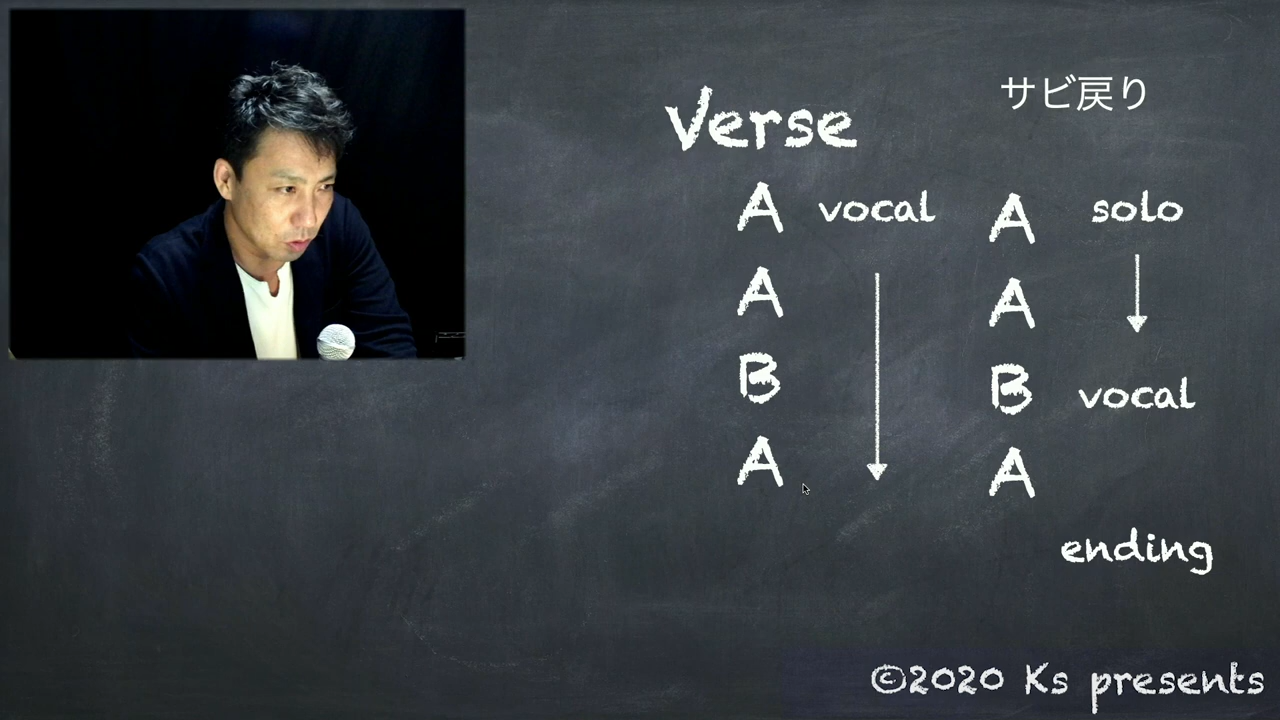 サビ戻り
Verse
A vocal A solo
A A
B B vocal
A A
ending
©2020 Ks presents